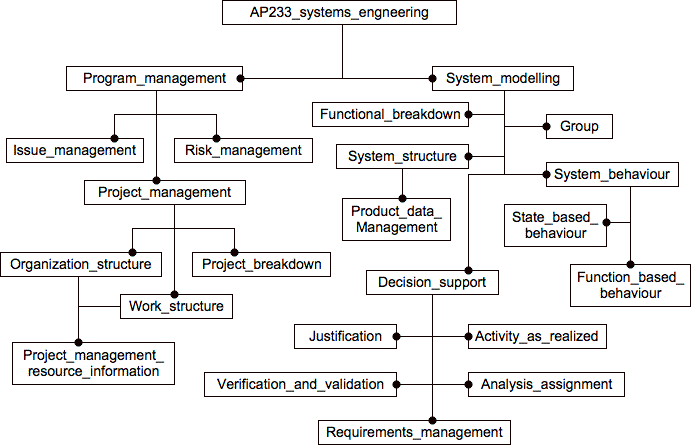 AP233_systems_engneering
Program_management
System_modelling
Functional_breakdown
Group
Issue_management
Risk_management
System_structure
System_behaviour
Project_management
Product_data_
Management
State_based_
behaviour
Organization_structure
Project_breakdown
Decision_support
Function_based_
behaviour
Work_structure
Justification
Activity_as_realized
Project_management_
resource_information
Verification_and_validation
Analysis_assignment
Requirements_management